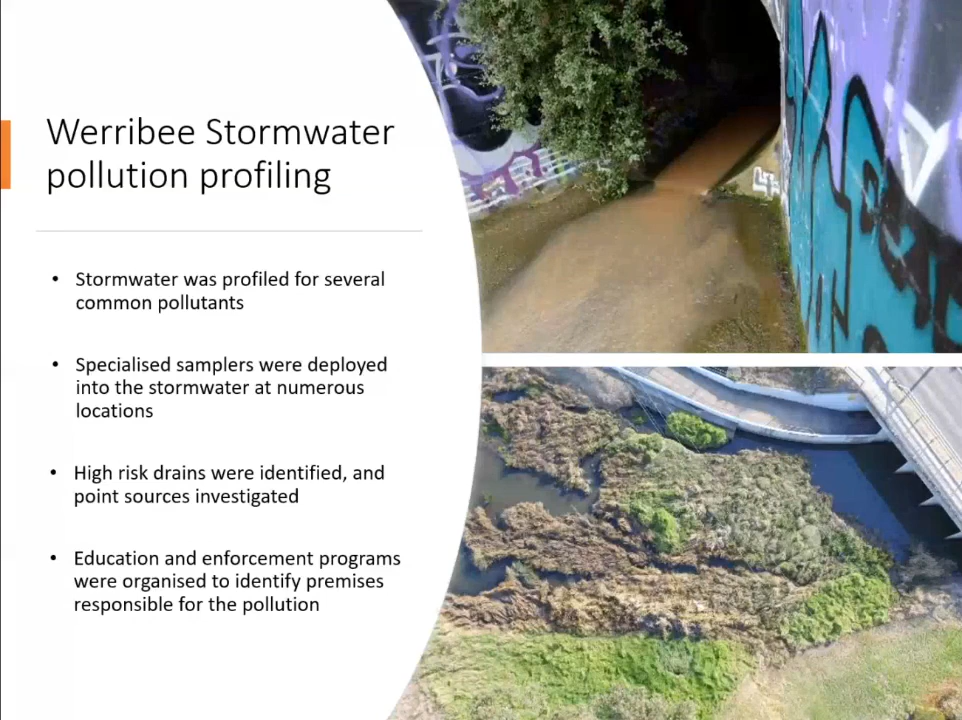 Werribee Stormwater
pollution profiling
• Stormwater was profiled for several
common pollutants
• Specialised samplers were deployed
into the stormwater at numerous
locations
• High risk drains were identified, and
point sources investigated
• Education and enforcement programs
were organised to identify premises
responsible for the pollution